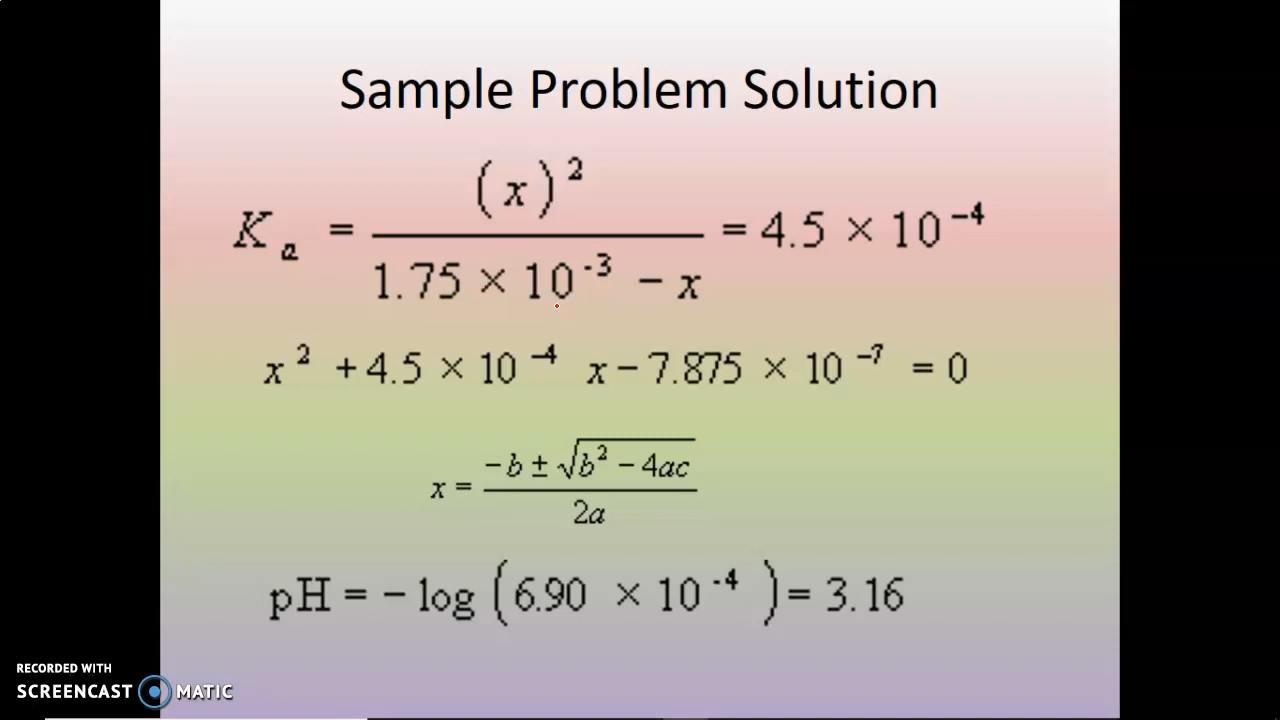 Sample Problem Solution
Kₐ = (x)² / 1.75 × 10⁻³ − x = 4.5 × 10⁻⁴
x² + 4.5 × 10⁻⁴ x − 7.875 × 10⁻⁷ = 0
x = −b ± √b² − 4ac / 2a
pH = − log (6.90 × 10⁻⁴) = 3.16
RECORDED WITH
SCREENCAST MATIC